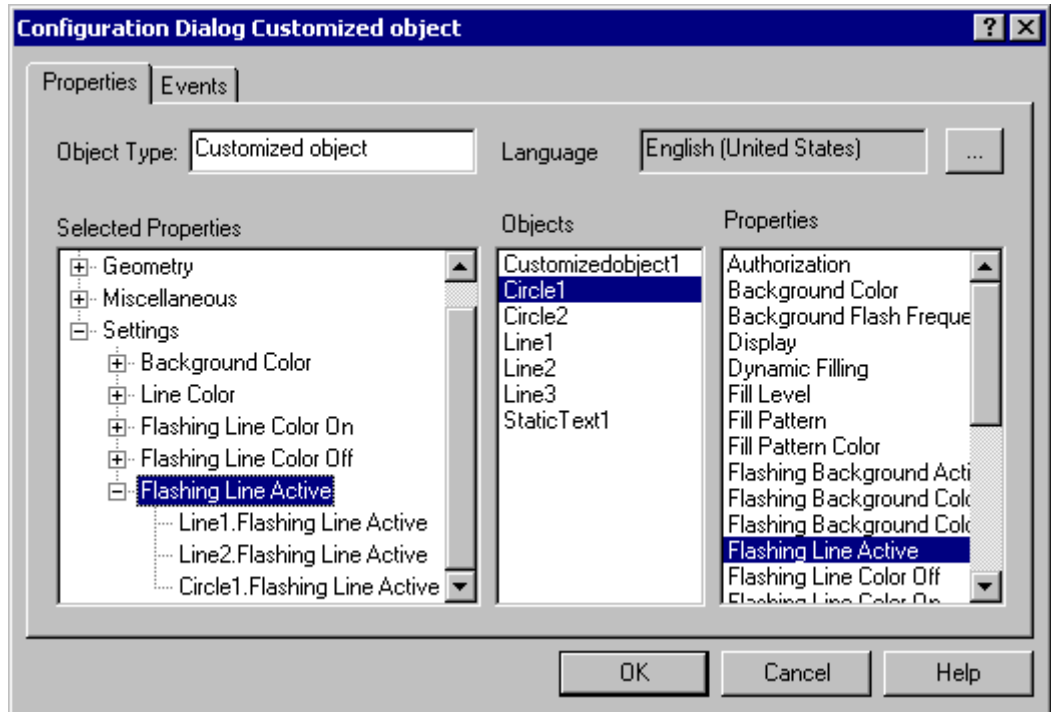 Configuration Dialog Customized object
Properties Events
Object Type: Customized object Language English (United States) ...
Selected Properties
Geometry
Miscellaneous
Settings
Background Color
Line Color
Flashing Line Color On
Flashing Line Color Off
Flashing Line Active
Line1.Flashing Line Active
Line2.Flashing Line Active
Circle1.Flashing Line Active
Objects
Customizedobject1
Circle1
Circle2
Line1
Line2
Line3
StaticText1
Properties
Authorization
Background Color
Background Flash Freque
Display
Dynamic Filling
Fill Level
Fill Pattern
Fill Pattern Color
Flashing Background Acti
Flashing Background Colo
Flashing Background Colo
Flashing Line Active
Flashing Line Color Off
Flashing Line Color On
OK Cancel Help